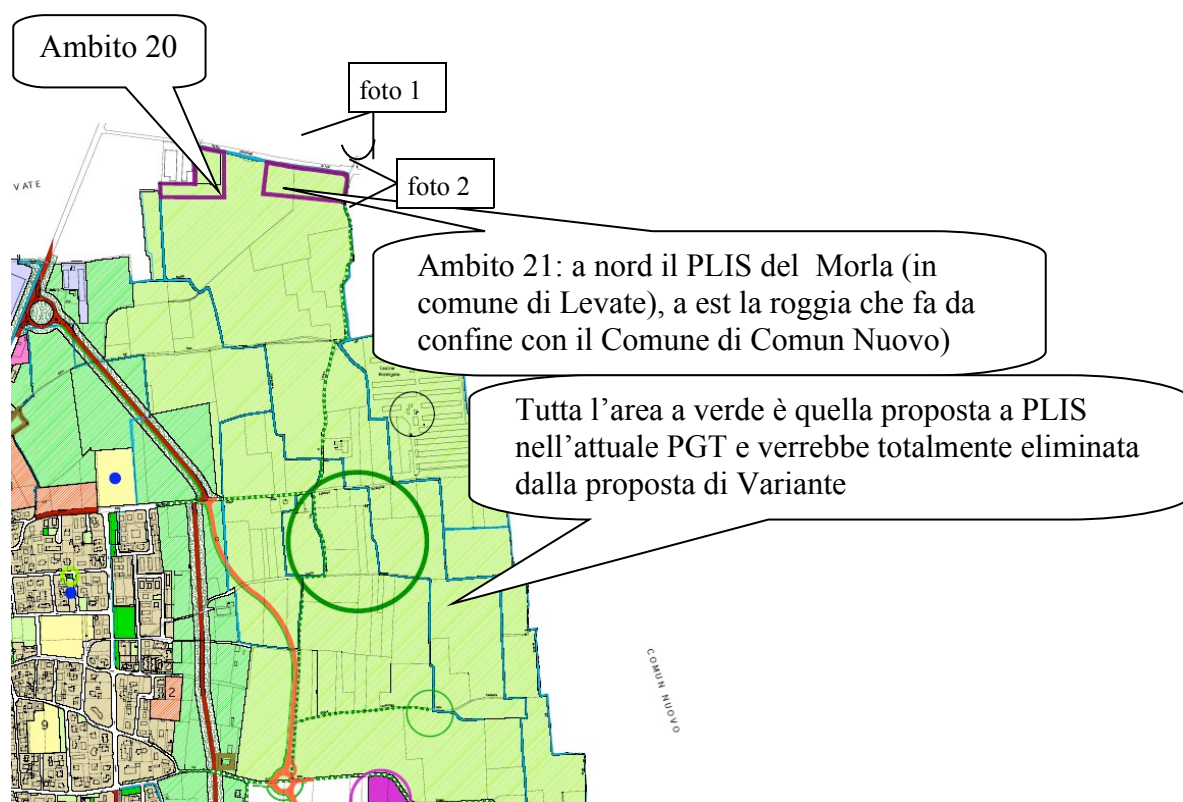 Ambito 20
foto 1
foto 2
VATE
Ambito 21: a nord il PLIS del Morla (in
comune di Levate), a est la roggia che fa da
confine con il Comune di Comun Nuovo)
Tutta l’area a verde è quella proposta a PLIS
nell’attuale PGT e verrebbe totalmente eliminata
dalla proposta di Variante
COMUN NUOVO
2
9